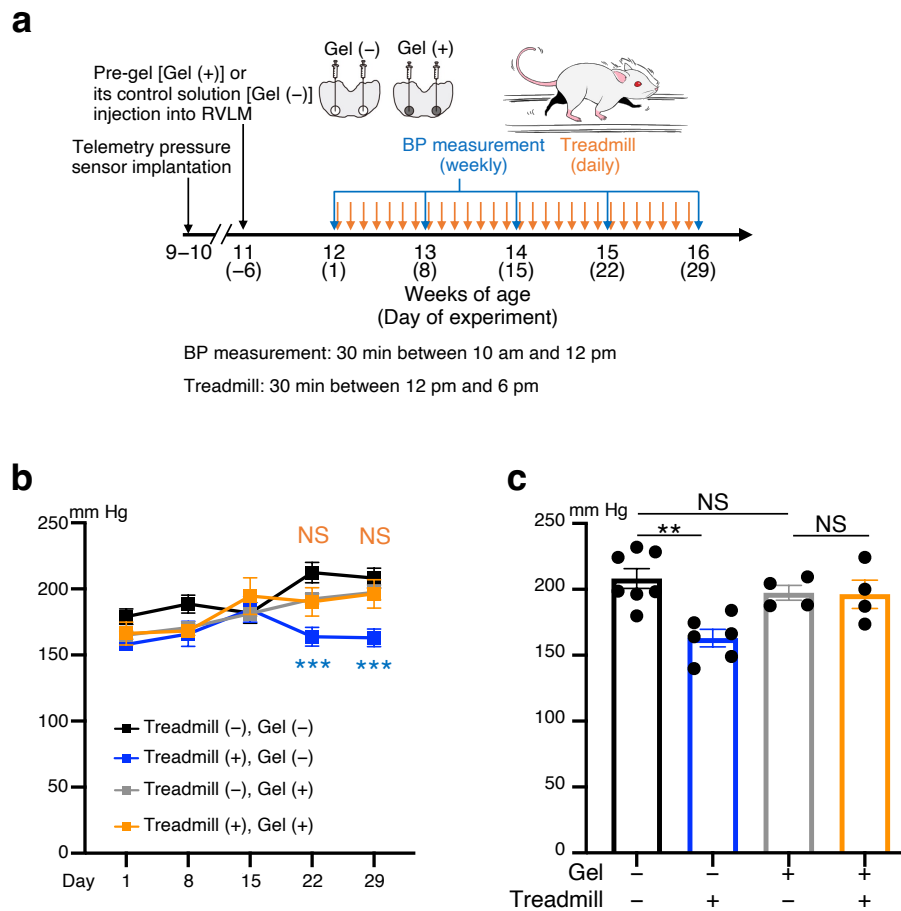 a
Gel (−) Gel (+)
Pre-gel [Gel (+)] or
its control solution [Gel (−)]
injection into RVLM
Telemetry pressure
sensor implantation
BP measurement
(weekly)
Treadmill
(daily)
9−10 11 12 13 14 15 16
(−6) (1) (8) (15) (22) (29)
Weeks of age
(Day of experiment)
BP measurement: 30 min between 10 am and 12 pm
Treadmill: 30 min between 12 pm and 6 pm
b
mm Hg
250
200
150
100
50
0
NS NS
*** ***
Treadmill (−), Gel (−)
Treadmill (+), Gel (−)
Treadmill (−), Gel (+)
Treadmill (+), Gel (+)
Day 1 8 15 22 29
c
mm Hg
250
200
150
100
50
0
NS
** NS
Gel − − + +
Treadmill − + − +